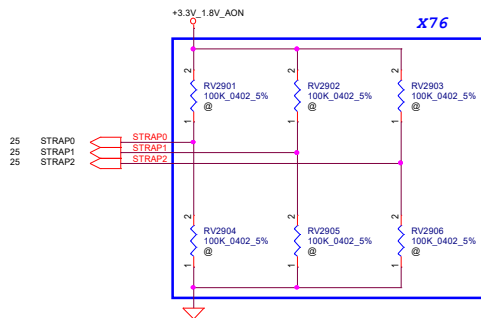 +3.3V_1.8V_AON
X76
2
2
2
RV2901
100K_0402_5%
@
RV2902
100K_0402_5%
@
RV2903
100K_0402_5%
@
1
1
1
25 STRAP0 STRAP0
25 STRAP1 STRAP1
25 STRAP2 STRAP2
2
2
2
RV2904
100K_0402_5%
@
RV2905
100K_0402_5%
@
RV2906
100K_0402_5%
@
1
1
1